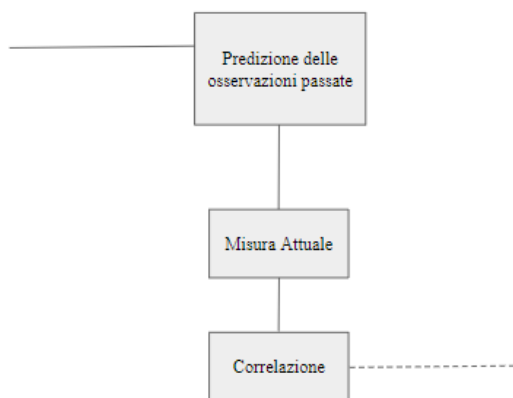 Predizione delle
osservazioni passate
Misura Attuale
Correlazione